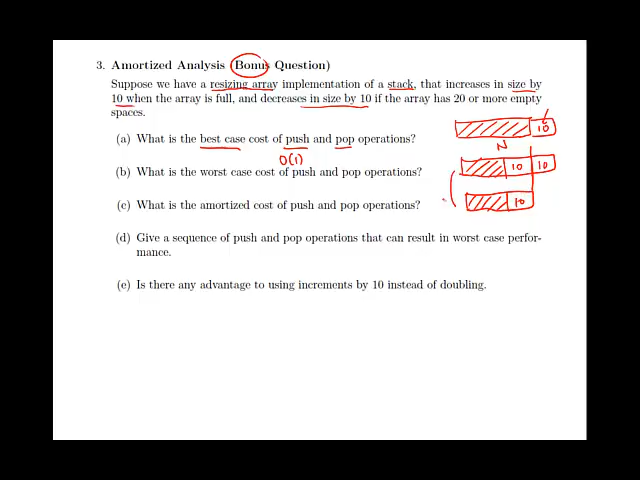 3. Amortized Analysis (Bonus Question)
Suppose we have a resizing array implementation of a stack, that increases in size by
10 when the array is full, and decreases in size by 10 if the array has 20 or more empty
spaces.
(a) What is the best case cost of push and pop operations?
O(1)
(b) What is the worst case cost of push and pop operations?
(c) What is the amortized cost of push and pop operations?
(d) Give a sequence of push and pop operations that can result in worst case perfor-
mance.
(e) Is there any advantage to using increments by 10 instead of doubling.
10
N
10 10
10